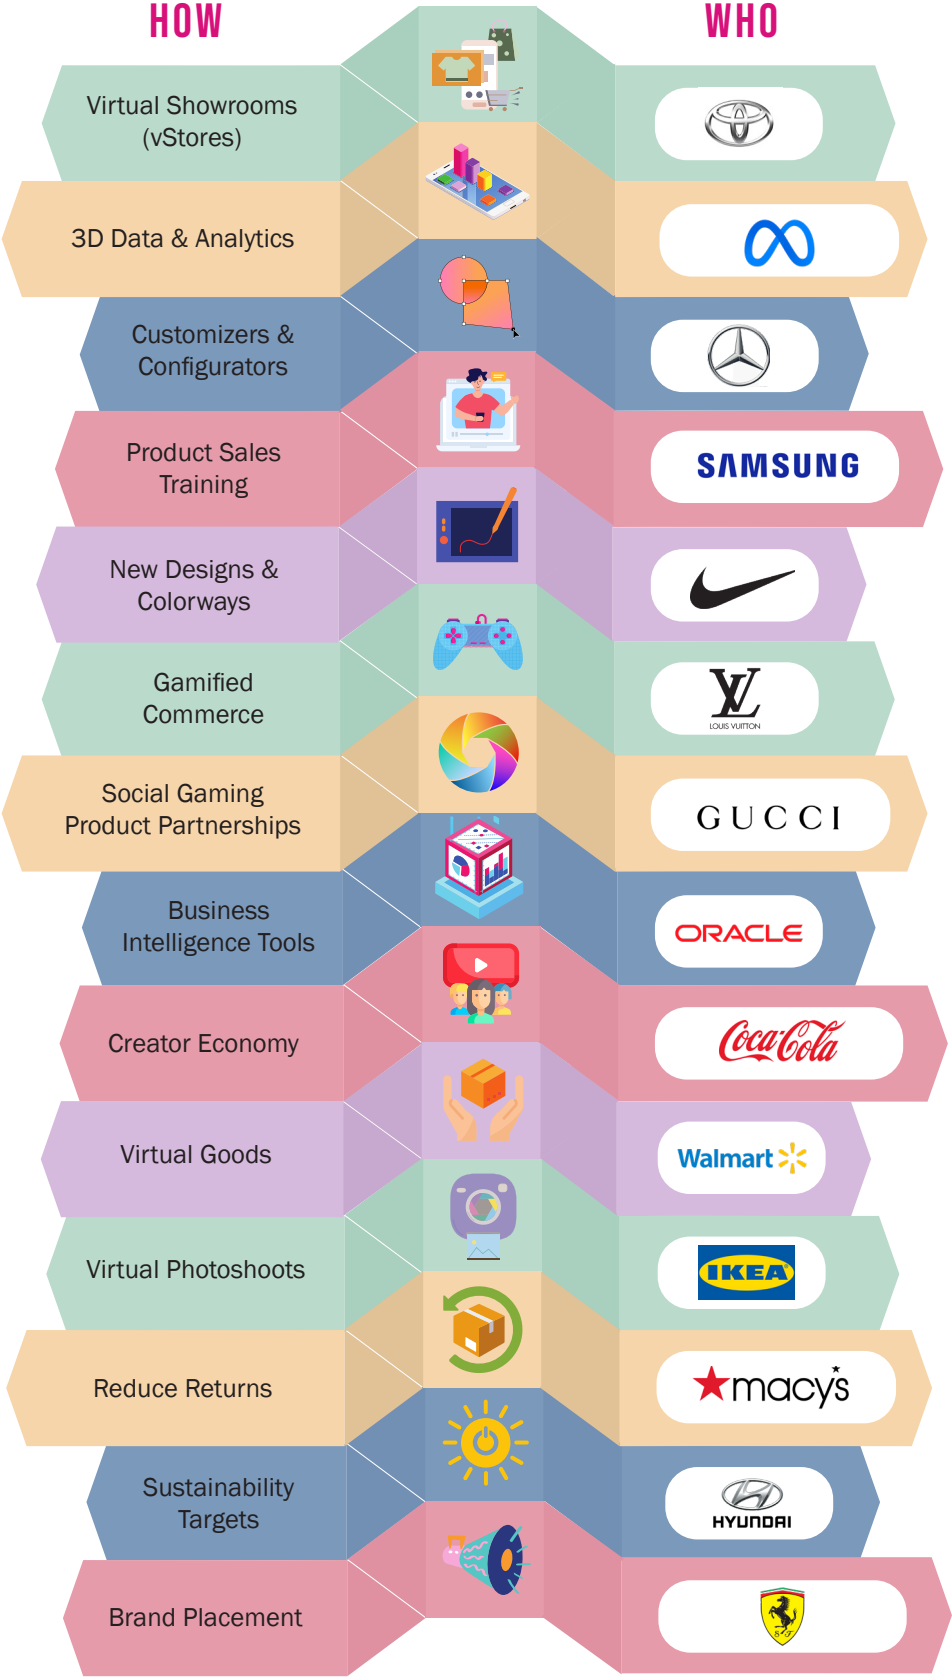 HOW
WHO
Virtual Showrooms
(vStores)
3D Data & Analytics
Customizers &
Configurators
Product Sales
Training
SAMSUNG
New Designs &
Colorways
Gamified
Commerce
LV
LOUIS VUITTON
Social Gaming
Product Partnerships
GUCCI
Business
Intelligence Tools
ORACLE
Creator Economy
Coca-Cola
Virtual Goods
Walmart
Virtual Photoshoots
IKEA
Reduce Returns
macy's
Sustainability
Targets
HYUNDAI
Brand Placement
S F